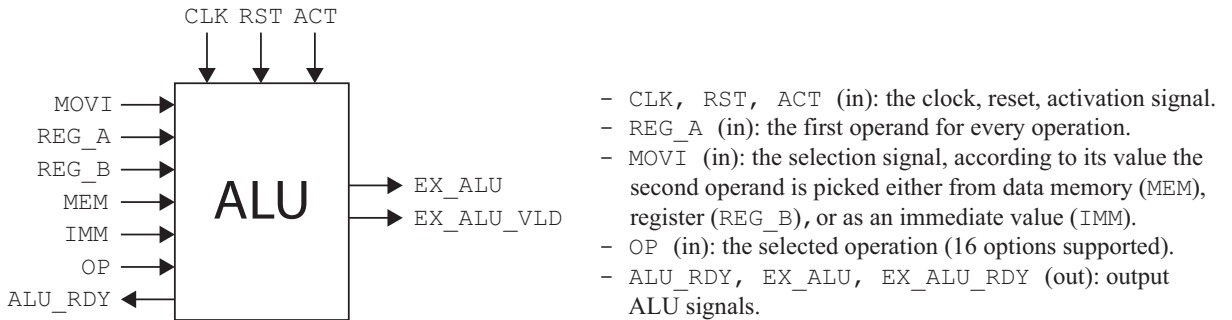 CLK RST ACT
MOVI
REG_A
REG_B
MEM
IMM
OP
ALU_RDY
ALU
EX_ALU
EX_ALU_VLD
- CLK, RST, ACT (in): the clock, reset, activation signal.
- REG_A (in): the first operand for every operation.
- MOVI (in): the selection signal, according to its value the
second operand is picked either from data memory (MEM),
register (REG_B), or as an immediate value (IMM).
- OP (in): the selected operation (16 options supported).
- ALU_RDY, EX_ALU, EX_ALU_RDY (out): output
ALU signals.